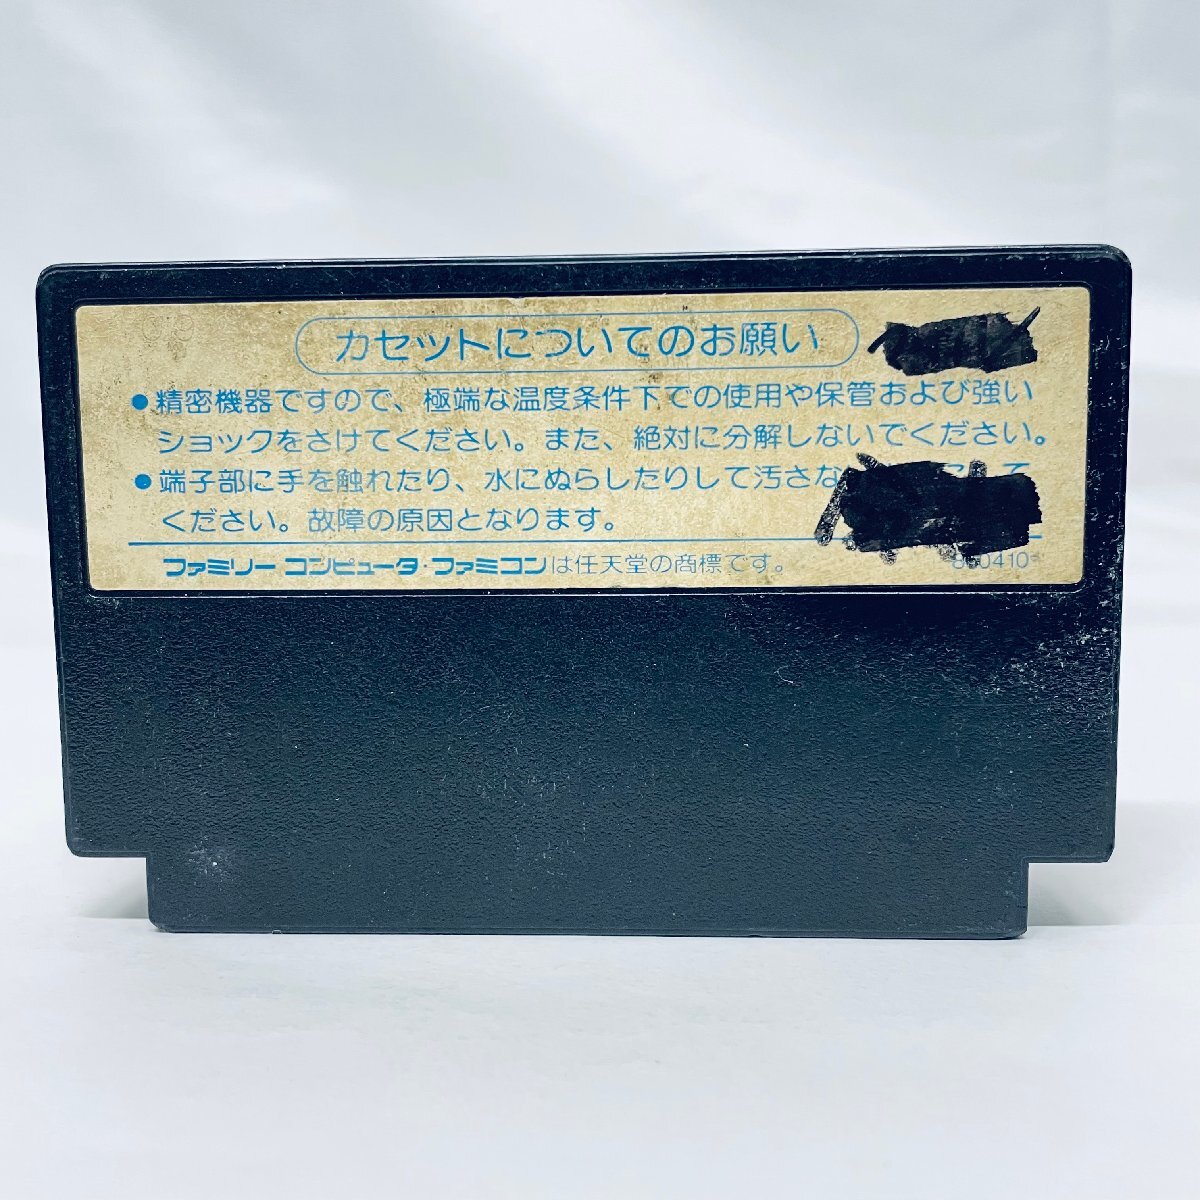 カセットについてのお願い
●精密機器ですので、極端な温度条件下での使用や保管および強い
ショックをさけてください。また、絶対に分解しないでください。
●端子部に手を触れたり、水にぬらしたりして汚さな
ください。故障の原因となります。
ファミリー コンピュータ・ファミコンは任天堂の商標です。